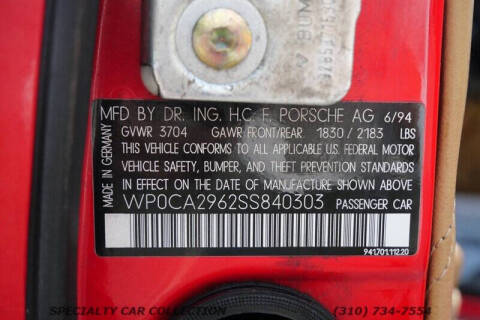 MFD BY DR. ING. H.C. F. PORSCHE AG 6/94
GVWR 3704 GAWR FRONT/REAR 1830 / 2183 LBS
THIS VEHICLE CONFORMS TO ALL APPLICABLE U.S. FEDERAL MOTOR
VEHICLE SAFETY, BUMPER, AND THEFT PREVENTION STANDARDS
IN EFFECT ON THE DATE OF MANUFACTURE SHOWN ABOVE
WP0CA2962SS840303 PASSENGER CAR
MADE IN GERMANY
941.701.112.20
SPECIALTY CAR COLLECTION (310) 734-7554